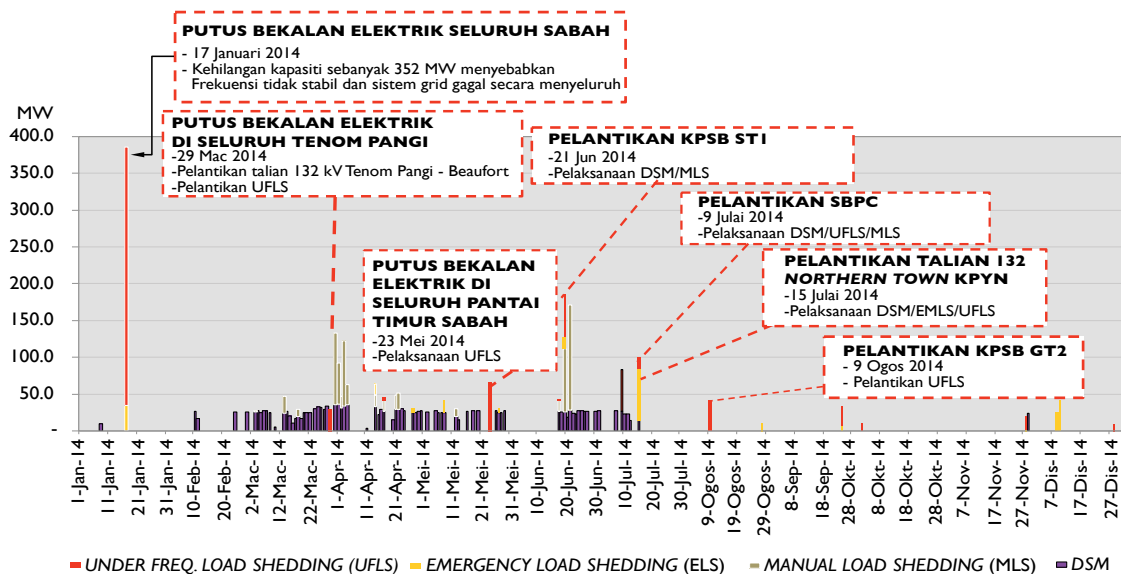 PUTUS BEKALAN ELEKTRIK SELURUH SABAH
- 17 Januari 2014
- Kehilangan kapasiti sebanyak 352 MW menyebabkan
Frekuensi tidak stabil dan sistem grid gagal secara menyeluruh
PUTUS BEKALAN ELEKTRIK
DI SELURUH TENOM PANGI
-29 Mac 2014
-Pelantikan talian 132 kV Tenom Pangi - Beaufort
-Pelantikan UFLS
PELANTIKAN KPSB ST1
-21 Jun 2014
-Pelaksanaan DSM/MLS
PELANTIKAN SBPC
-9 Julai 2014
-Pelaksanaan DSM/UFLS/MLS
PUTUS BEKALAN
ELEKTRIK DI
SELURUH PANTAI
TIMUR SABAH
-23 Mei 2014
-Pelaksanaan UFLS
PELANTIKAN TALIAN 132
NORTHERN TOWN KPYN
-15 Julai 2014
-Pelaksanaan DSM/EMLS/UFLS
PELANTIKAN KPSB GT2
- 9 Ogos 2014
- Pelantikan UFLS
MW
400.0
350.0
300.0
250.0
200.0
150.0
100.0
50.0
-
1-Jan-14
11-Jan-14
21-Jan-14
10-Feb-14
20-Feb-14
2-Mac-14
12-Mac-14
22-Mac-14
1-Apr-14
11-Apr-14
21-Apr-14
1-Mei-14
11-Mei-14
21-Mei-14
31-Mei-14
10-Jun-14
20-Jun-14
30-Jun-14
10-Jul-14
20-Jul-14
30-Jul-14
9-Ogos-14
19-Ogos-14
29-Ogos-14
8-Sep-14
18-Sep-14
28-Okt-14
8-Okt-14
18-Okt-14
28-Okt-14
7-Nov-14
17-Nov-14
27-Nov-14
7-Dis-14
17-Dis-14
27-Dis-14
UNDER FREQ. LOAD SHEDDING (UFLS) EMERGENCY LOAD SHEDDING (ELS) MANUAL LOAD SHEDDING (MLS) DSM